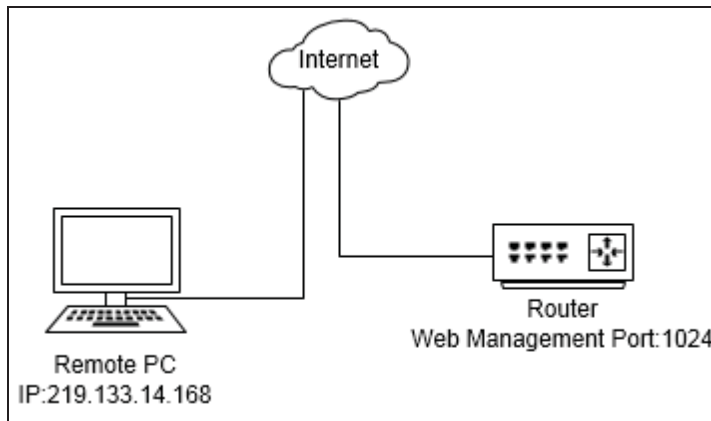 Internet
Router
Web Management Port:1024
Remote PC
IP:219.133.14.168